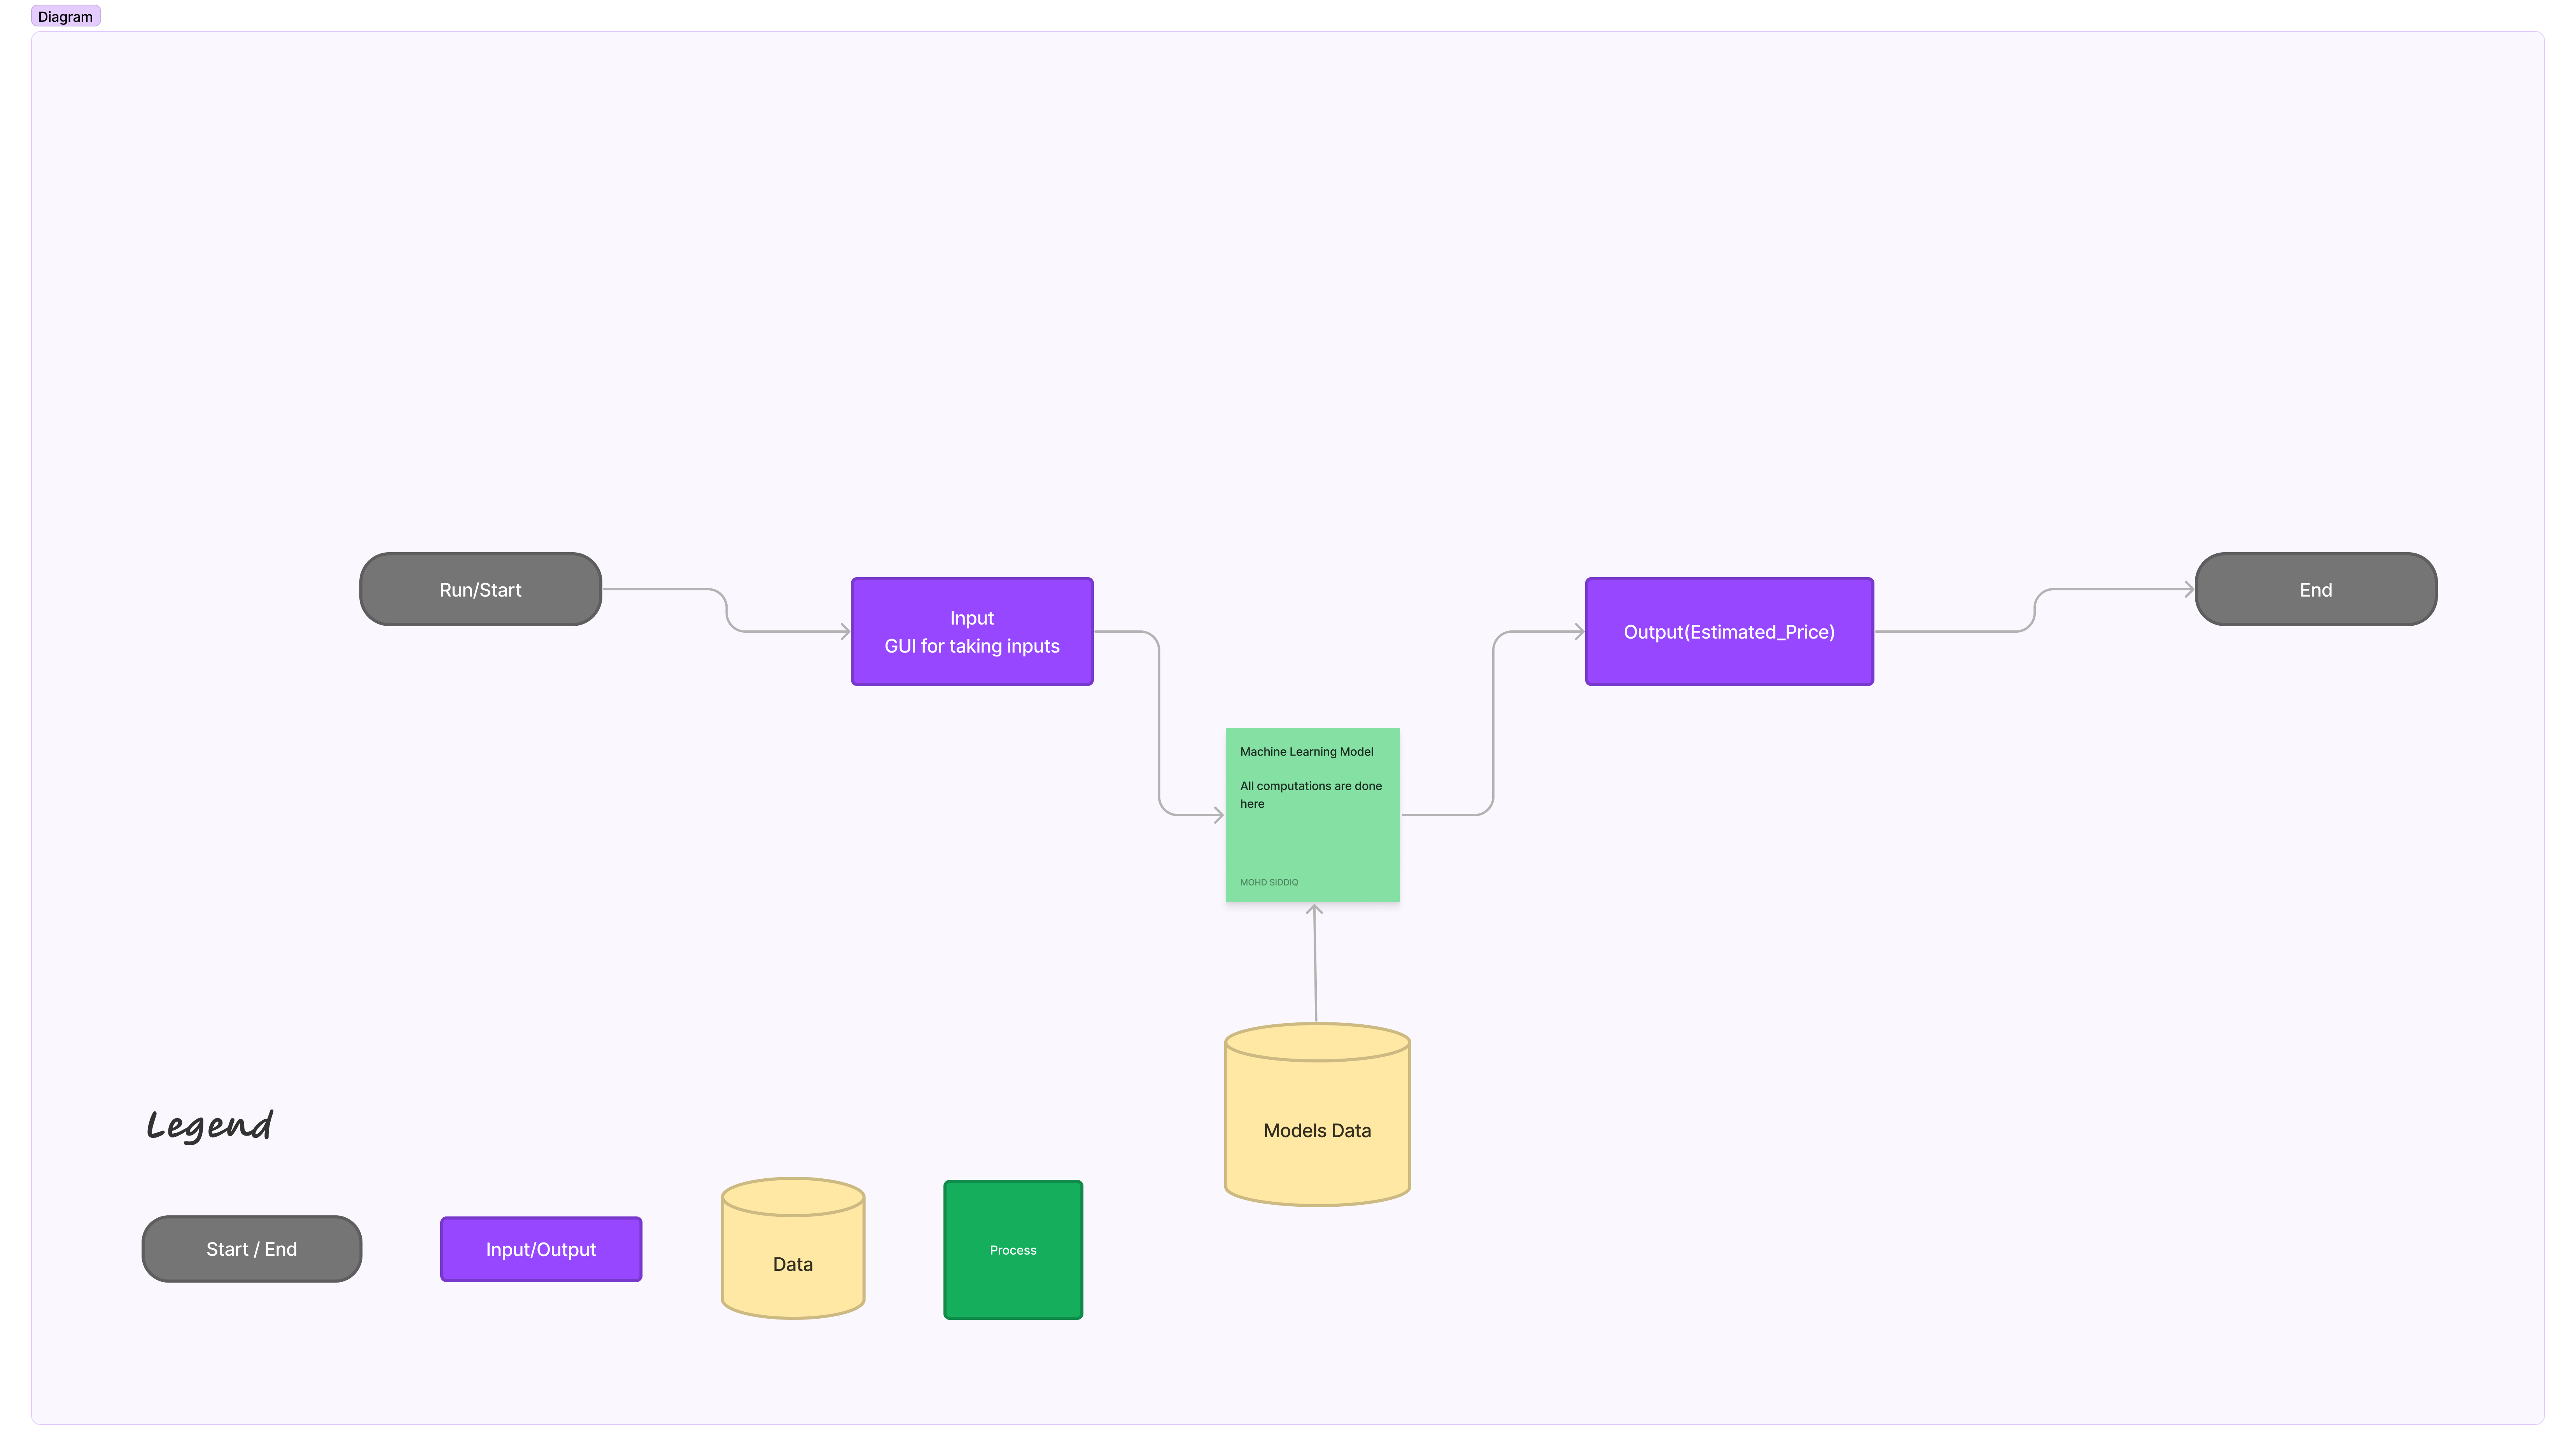 Diagram
Run/Start
Input
GUI for taking inputs
Output(Estimated_Price)
End
Machine Learning Model
All computations are done
here
MOHD SIDDIQ
Models Data
Legend
Start / End
Input/Output
Data
Process